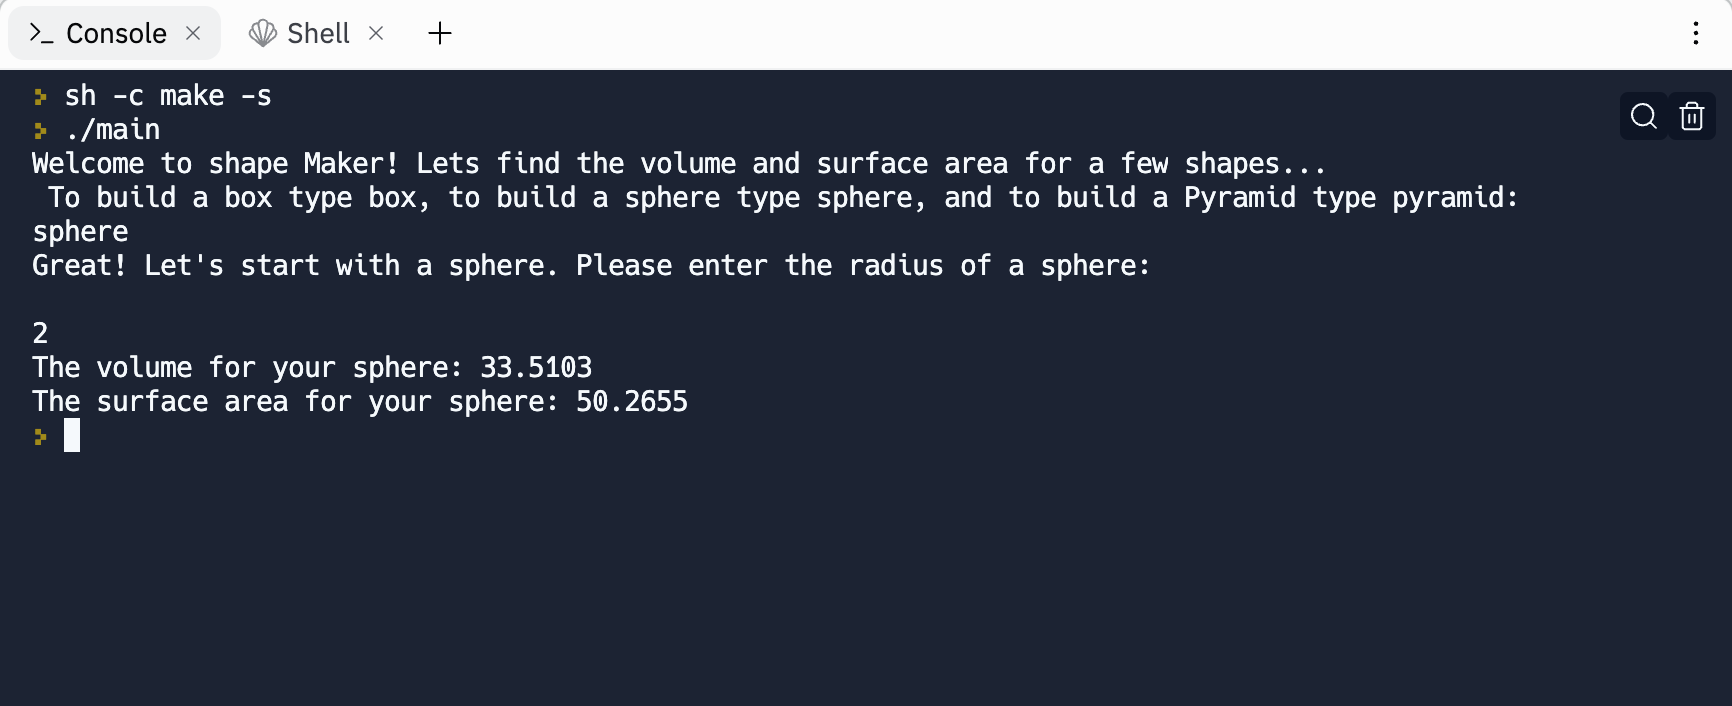 Console
Shell
sh -c make -s
./main
Welcome to shape Maker! Lets find the volume and surface area for a few shapes...
To build a box type box, to build a sphere type sphere, and to build a Pyramid type pyramid:
sphere
Great! Let's start with a sphere. Please enter the radius of a sphere:
2
The volume for your sphere: 33.5103
The surface area for your sphere: 50.2655